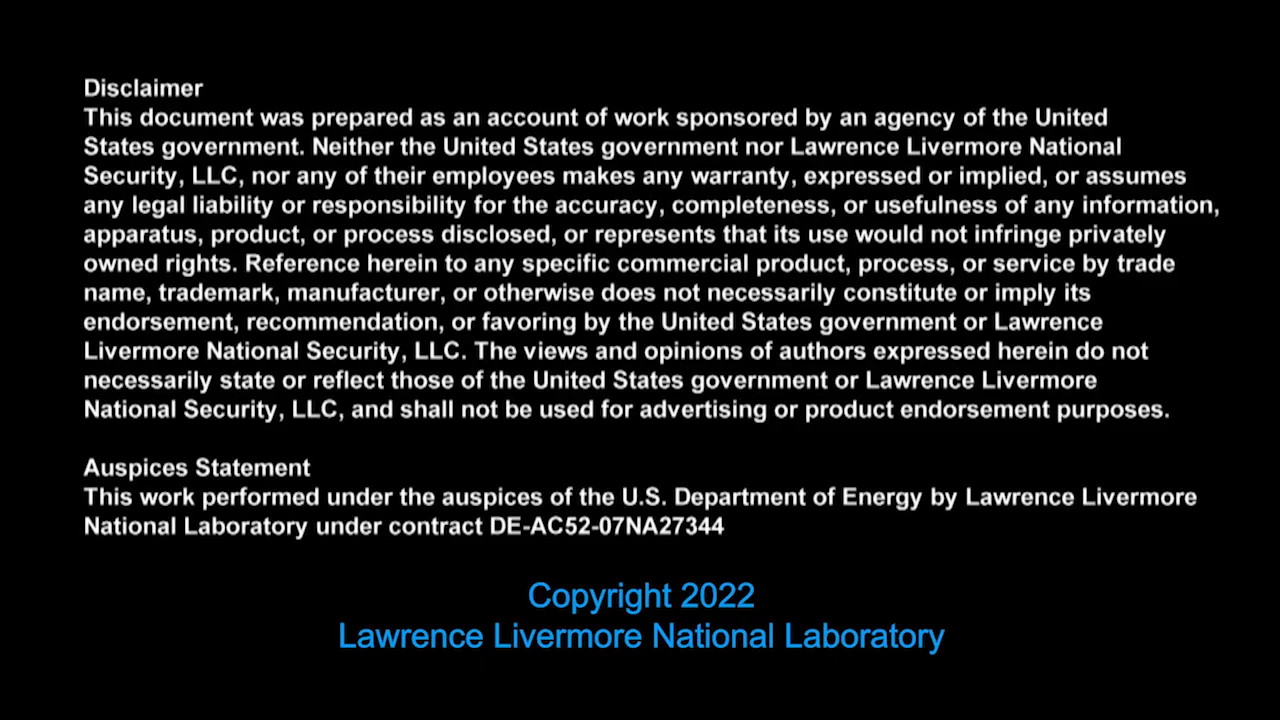 Disclaimer
This document was prepared as an account of work sponsored by an agency of the United
States government. Neither the United States government nor Lawrence Livermore National
Security, LLC, nor any of their employees makes any warranty, expressed or implied, or assumes
any legal liability or responsibility for the accuracy, completeness, or usefulness of any information,
apparatus, product, or process disclosed, or represents that its use would not infringe privately
owned rights. Reference herein to any specific commercial product, process, or service by trade
name, trademark, manufacturer, or otherwise does not necessarily constitute or imply its
endorsement, recommendation, or favoring by the United States government or Lawrence
Livermore National Security, LLC. The views and opinions of authors expressed herein do not
necessarily state or reflect those of the United States government or Lawrence Livermore
National Security, LLC, and shall not be used for advertising or product endorsement purposes.
Auspices Statement
This work performed under the auspices of the U.S. Department of Energy by Lawrence Livermore
National Laboratory under contract DE-AC52-07NA27344
Copyright 2022
Lawrence Livermore National Laboratory